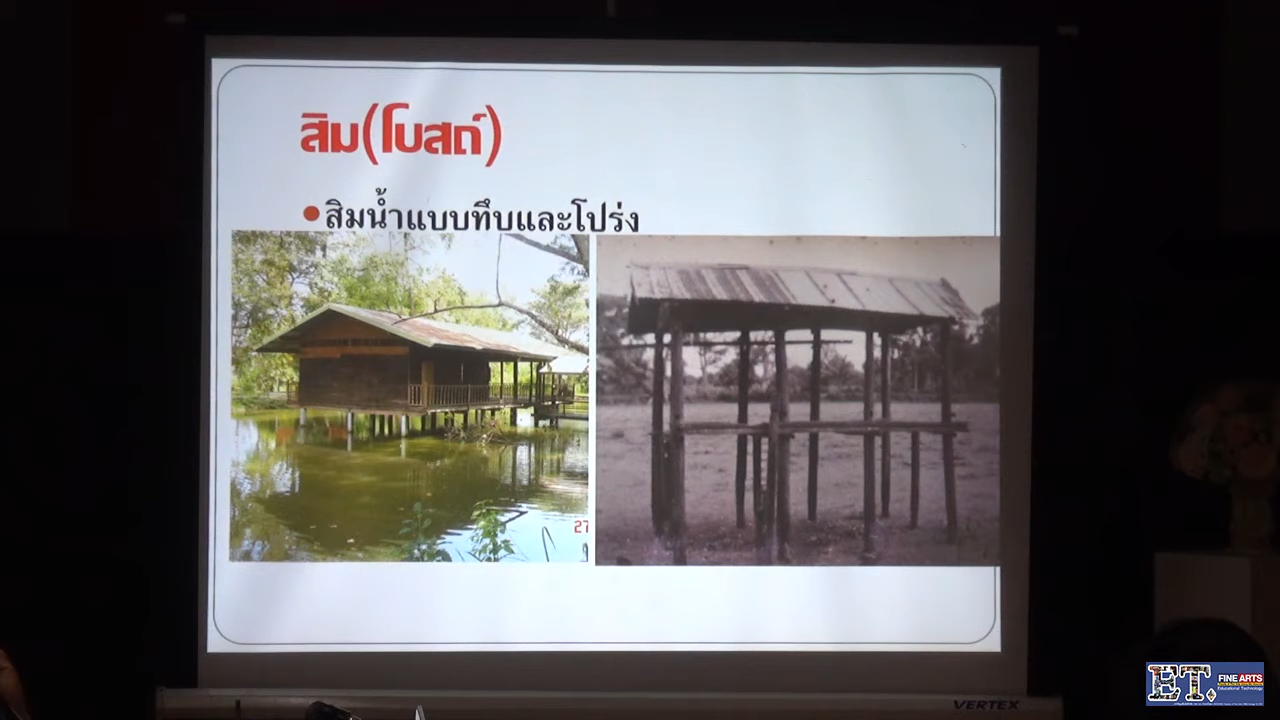 สิม(โบสถ์)
• สิมน้ำแบบทึบและโปร่ง
27
VERTEX
ET.
FINE ARTS
Educational Technology